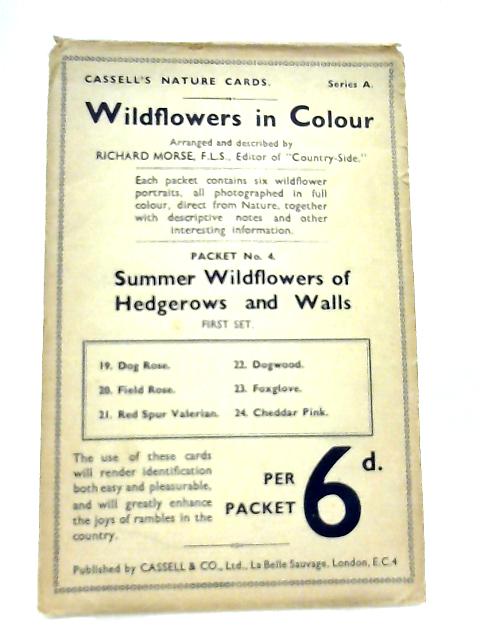 CASSELL'S NATURE CARDS. Series A.
Wildflowers in Colour
Arranged and described by
RICHARD MORSE, F.L.S., Editor of "Country-Side."
Each packet contains six wildflower
portraits, all photographed in full
colour, direct from Nature, together
with descriptive notes and other
interesting information.
PACKET No. 4.
Summer Wildflowers of
Hedgerows and Walls
FIRST SET.
19. Dog Rose. 22. Dogwood.
20. Field Rose. 23. Foxglove.
21. Red Spur Valerian. 24. Cheddar Pink.
The use of these cards
will render identification
both easy and pleasurable,
and will greatly enhance
the joys of rambles in the
country.
PER
PACKET 6d.
Published by CASSELL & CO., Ltd., La Belle Sauvage, London, E.C.4